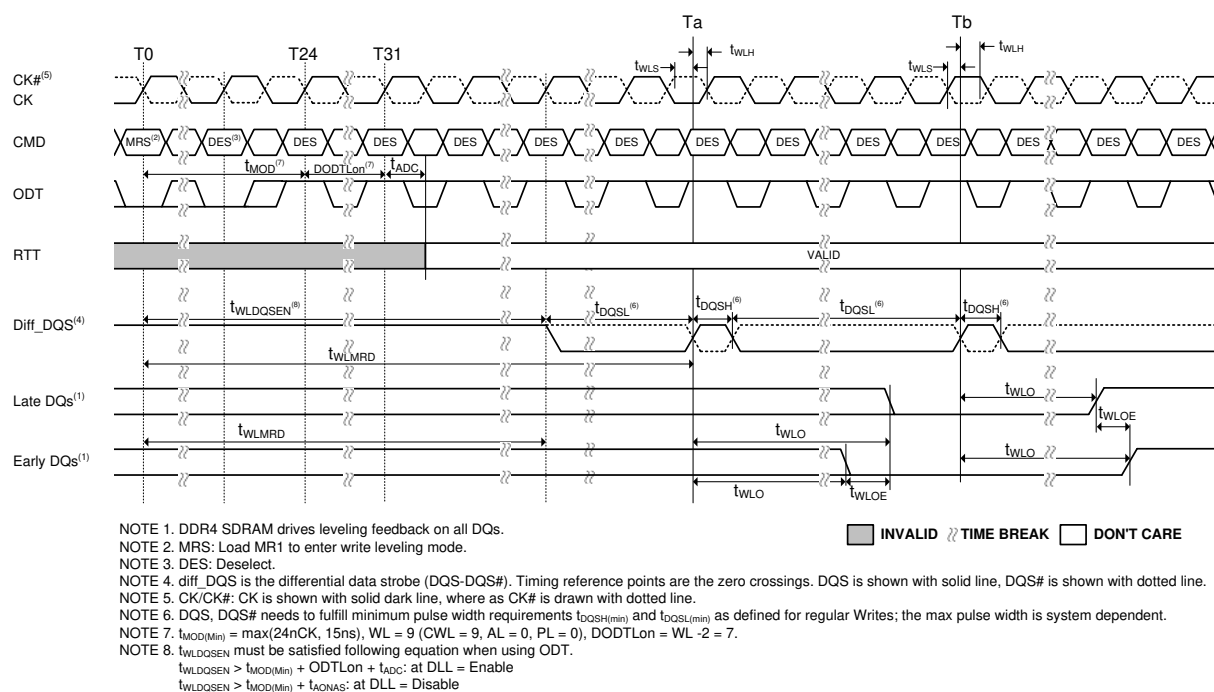 Ta Tb
T0 T24 T31
tWLH tWLH
tWLS tWLS
CK#(5)
CK
CMD MRS(2) DES(3) DES DES DES DES DES DES DES DES DES DES DES DES
tMOD(7) DODTLon(7) tADC
ODT
RTT VALID
tWLDQSEN(8) tDQSL(6) tDQSH(6) tDQSL(6) tDQSH(6)
Diff_DQS(4)
tWLMRD
Late DQs(1) tWLO
tWLOE
tWLMRD tWLO
tWLO
Early DQs(1)
tWLO tWLOE
NOTE 1. DDR4 SDRAM drives leveling feedback on all DQs.
INVALID TIME BREAK DON'T CARE
NOTE 2. MRS: Load MR1 to enter write leveling mode.
NOTE 3. DES: Deselect.
NOTE 4. diff_DQS is the differential data strobe (DQS-DQS#). Timing reference points are the zero crossings. DQS is shown with solid line, DQS# is shown with dotted line.
NOTE 5. CK/CK#: CK is shown with solid dark line, where as CK# is drawn with dotted line.
NOTE 6. DQS, DQS# needs to fulfill minimum pulse width requirements tDQSH(min) and tDQSL(min) as defined for regular Writes; the max pulse width is system dependent.
NOTE 7. tMOD(Min) = max(24nCK, 15ns), WL = 9 (CWL = 9, AL = 0, PL = 0), DODTLon = WL -2 = 7.
NOTE 8. tWLDQSEN must be satisfied following equation when using ODT.
tWLDQSEN > tMOD(Min) + ODTLon + tADC: at DLL = Enable
tWLDQSEN > tMOD(Min) + tAONAS: at DLL = Disable